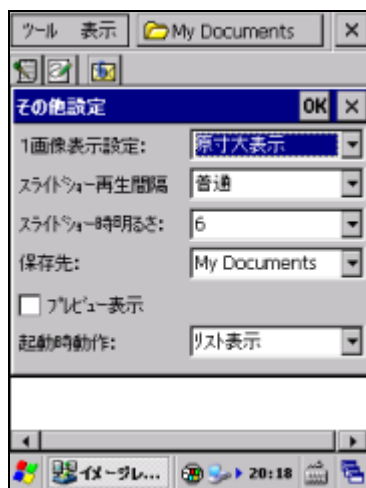 ツール 表示 My Documents
その他設定 OK
1画像表示設定: 原寸大表示
スライドショー再生間隔 普通
スライドショー時明るさ: 6
保存先: My Documents
プレビュー表示
起動時動作: リスト表示
イメージレ... 20:18